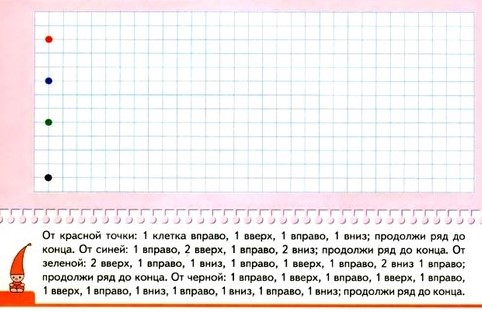 От красной точки: 1 клетка вправо, 1 вверх, 1 вправо, 1 вниз; продолжи ряд до
конца. От синей: 1 вправо, 2 вверх, 1 вправо, 2 вниз; продолжи ряд до конца. От
зеленой: 2 вверх, 1 вправо, 1 вниз, 1 вправо, 1 вверх, 1 вправо, 2 вниз 1 вправо;
продолжи ряд до конца. От черной: 1 вправо, 1 вверх, 1 вправо, 1 вверх, 1 вправо,
1 вверх, 1 вправо, 1 вниз, 1 вправо, 1 вниз, 1 вправо, 1 вниз; продолжи ряд до конца.